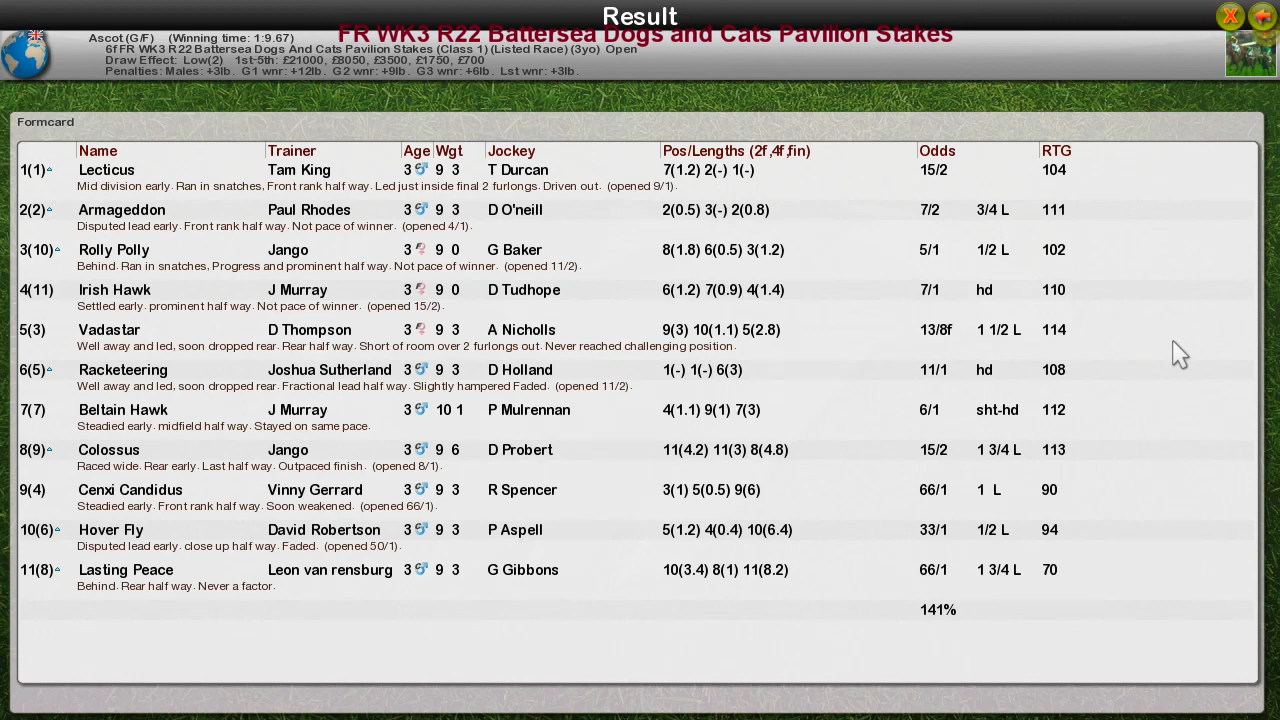 Result
FR WK3 R22 Battersea Dogs and Cats Pavilion Stakes
Ascot (G/F) (Winning time: 1:9.67)
6f FR WK3 R22 Battersea Dogs And Cats Pavilion Stakes (Class 1) (Listed Race) (3yo) Open
Draw Effect: Low(2) 1st-5th: £21000, £8050, £3500, £1750, £700
Penalties: Males: +3lb. G1 wnr: +12lb. G2 wnr: +9lb. G3 wnr: +6lb. Lst wnr: +3lb.
Formcard
Name Trainer Age Wgt Jockey Pos/Lengths (2f,4f,fin) Odds RTG
1(1) Lecticus Tam King 3 9 3 T Durcan 7(1.2) 2(-) 1(-) 15/2 104
Mid division early. Ran in snatches, Front rank half way. Led just inside final 2 furlongs. Driven out. (opened 9/1).
2(2) Armageddon Paul Rhodes 3 9 3 D O'neill 2(0.5) 3(-) 2(0.8) 7/2 3/4 L 111
Disputed lead early. Front rank half way. Not pace of winner. (opened 4/1).
3(10) Rolly Polly Jango 3 9 0 G Baker 8(1.8) 6(0.5) 3(1.2) 5/1 1/2 L 102
Behind. Ran in snatches, Progress and prominent half way. Not pace of winner. (opened 11/2).
4(11) Irish Hawk J Murray 3 9 0 D Tudhope 6(1.2) 7(0.9) 4(1.4) 7/1 hd 110
Settled early. prominent half way. Not pace of winner. (opened 15/2).
5(3) Vadastar D Thompson 3 9 3 A Nicholls 9(3) 10(1.1) 5(2.8) 13/8f 1 1/2 L 114
Well away and led, soon dropped rear. Rear half way. Short of room over 2 furlongs out. Never reached challenging position.
6(5) Racketeering Joshua Sutherland 3 9 3 D Holland 1(-) 1(-) 6(3) 11/1 hd 108
Well away and led, soon dropped rear. Fractional lead half way. Slightly hampered Faded. (opened 11/2).
7(7) Beltain Hawk J Murray 3 10 1 P Mulrennan 4(1.1) 9(1) 7(3) 6/1 sht-hd 112
Steadied early. midfield half way. Stayed on same pace.
8(9) Colossus Jango 3 9 6 D Probert 11(4.2) 11(3) 8(4.8) 15/2 1 3/4 L 113
Raced wide. Rear early. Last half way. Outpaced finish. (opened 8/1).
9(4) Cenxi Candidus Vinny Gerrard 3 9 3 R Spencer 3(1) 5(0.5) 9(6) 66/1 1 L 90
Steadied early. Front rank half way. Soon weakened. (opened 66/1).
10(6) Hover Fly David Robertson 3 9 3 P Aspell 5(1.2) 4(0.4) 10(6.4) 33/1 1/2 L 94
Disputed lead early. close up half way. Faded. (opened 50/1).
11(8) Lasting Peace Leon van rensburg 3 9 3 G Gibbons 10(3.4) 8(1) 11(8.2) 66/1 1 3/4 L 70
Behind. Rear half way. Never a factor.
141%